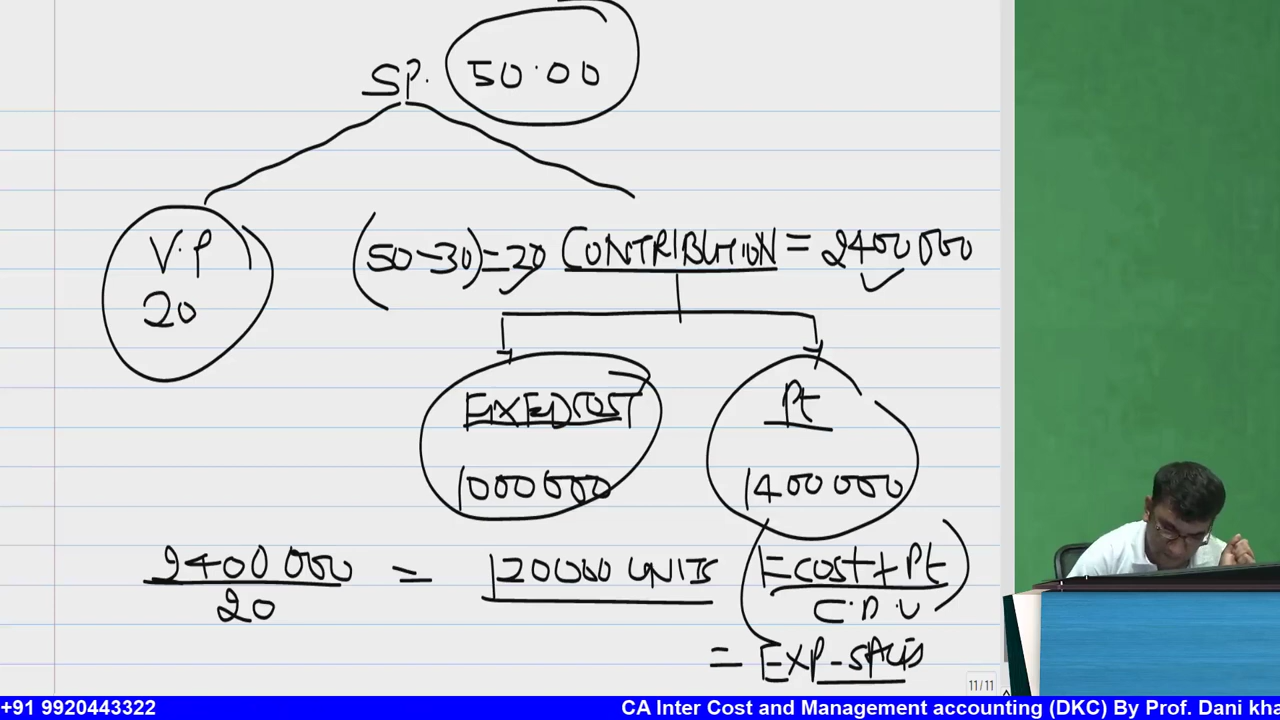 SP. 50.00
V.P (50-30)=20 CONTRIBUTION = 2400000
20
FIXED COST Pt
1000000 1400000
2400000 = 120000 UNITS F=cost+Pt
20 C.P.U
= EXP-SALES
11/11
+91 9920443322 CA Inter Cost and Management accounting (DKC) By Prof. Dani kha